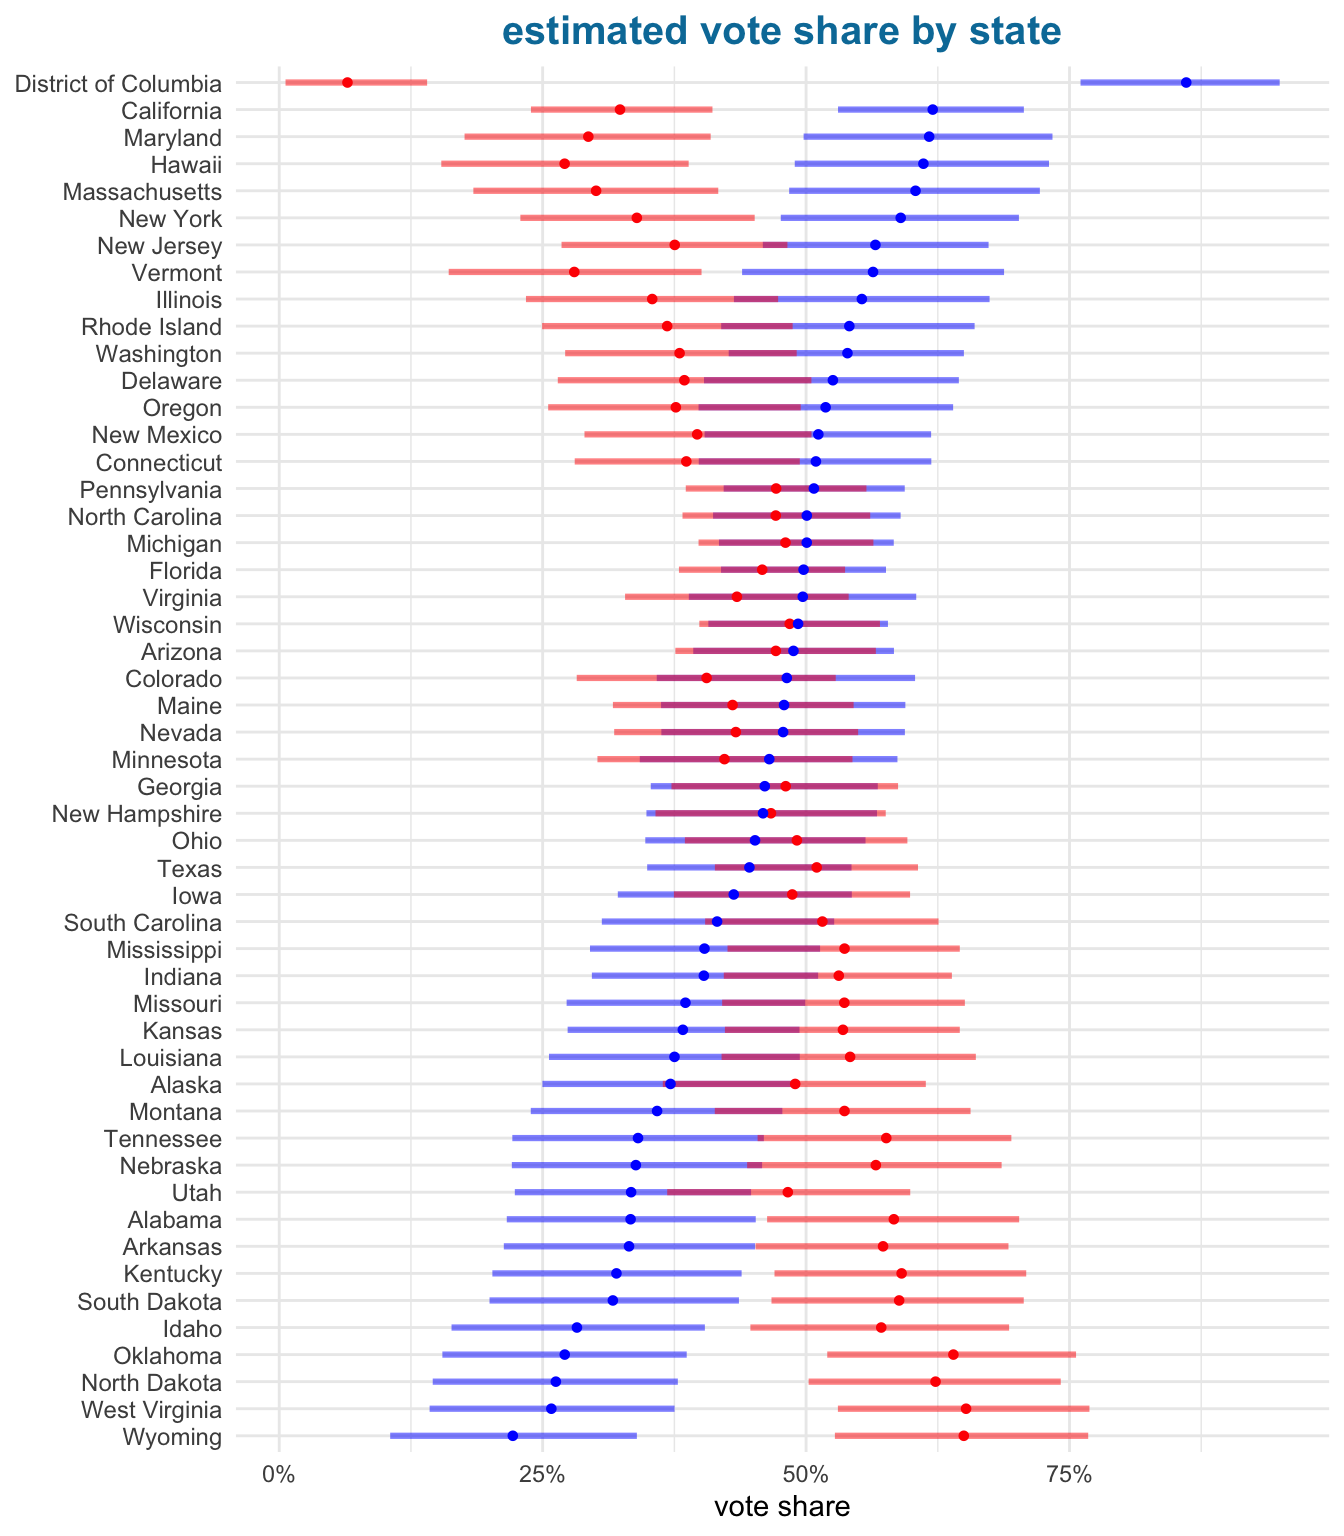 estimated vote share by state
District of Columbia
California
Maryland
Hawaii
Massachusetts
New York
New Jersey
Vermont
Illinois
Rhode Island
Washington
Delaware
Oregon
New Mexico
Connecticut
Pennsylvania
North Carolina
Michigan
Florida
Virginia
Wisconsin
Arizona
Colorado
Maine
Nevada
Minnesota
Georgia
New Hampshire
Ohio
Texas
Iowa
South Carolina
Mississippi
Indiana
Missouri
Kansas
Louisiana
Alaska
Montana
Tennessee
Nebraska
Utah
Alabama
Arkansas
Kentucky
South Dakota
Idaho
Oklahoma
North Dakota
West Virginia
Wyoming
0% 25% 50% 75%
vote share